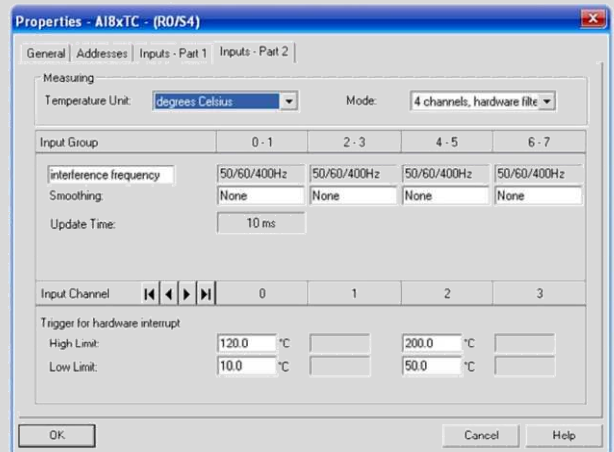 Properties - AI8xTC - (R0/S4)
General Addresses Inputs - Part 1 Inputs - Part 2
Measuring
Temperature Unit: degrees Celsius Mode: 4 channels, hardware filte
Input Group 0 - 1 2 - 3 4 - 5 6 - 7
interference frequency 50/60/400Hz 50/60/400Hz 50/60/400Hz 50/60/400Hz
Smoothing: None None None None
Update Time: 10 ms
Input Channel 0 1 2 3
Trigger for hardware interrupt
High Limit: 120.0 °C 200.0 °C
Low Limit: 10.0 °C 50.0 °C
OK Cancel Help